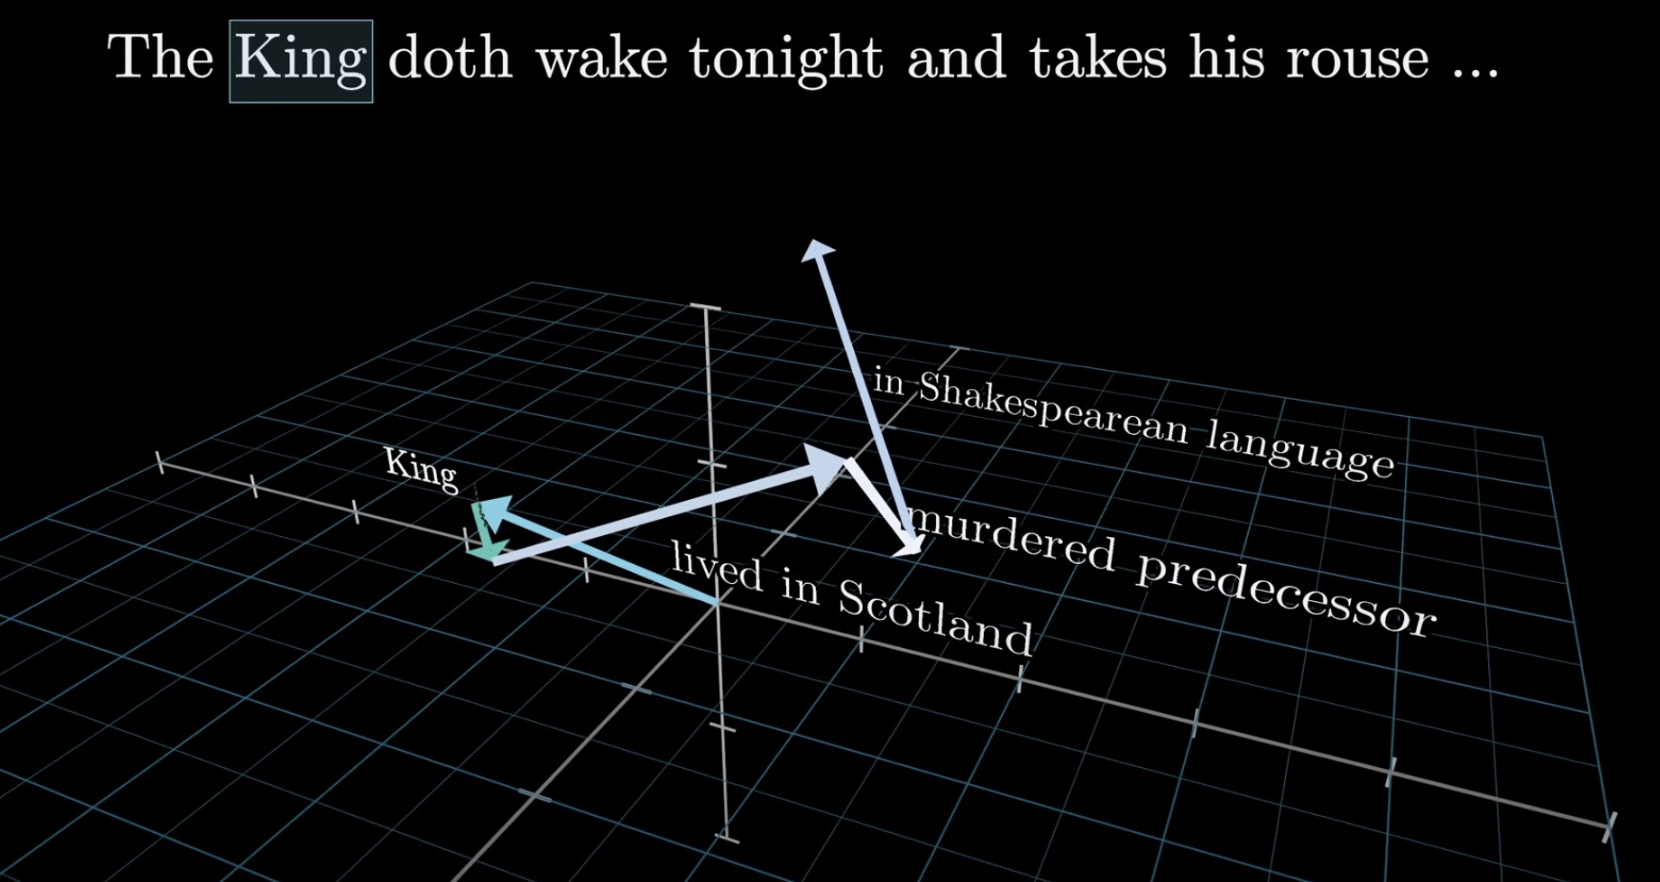 The King doth wake tonight and takes his rouse ...
in Shakespearean language
King
murdered predecessor
lived in Scotland